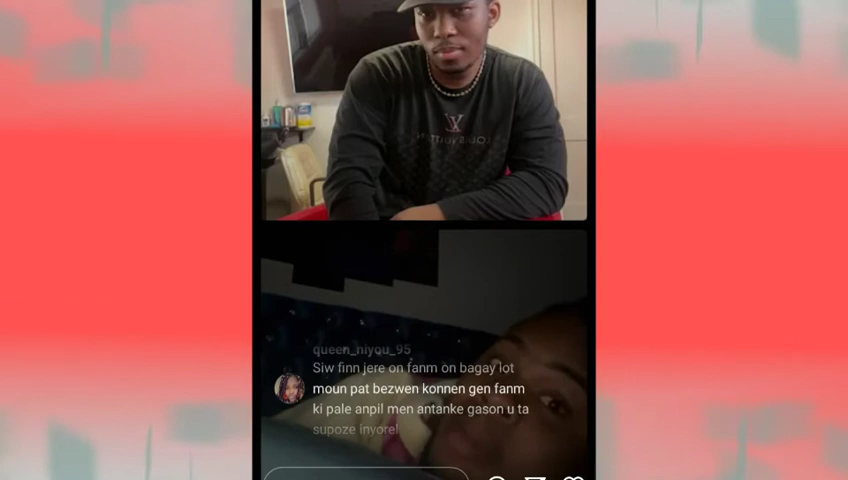 queen_niyou_95
Siw finn jere on fanm on bagay lot
moun pat bezwen konnen gen fanm
ki pale anpil men antanke gason u ta
supoze inyorel